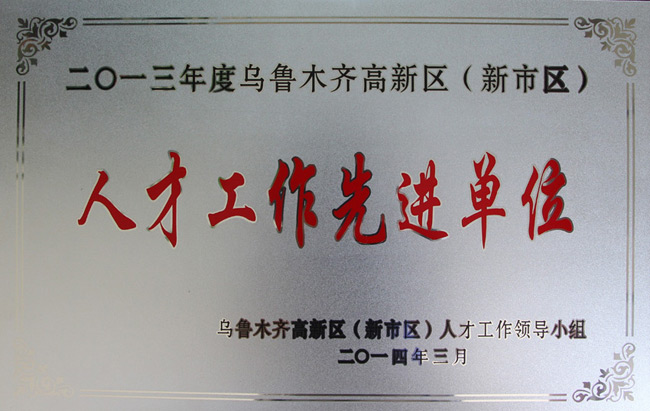 二〇一三年度乌鲁木齐高新区（新市区）
人才工作先进单位
乌鲁木齐高新区（新市区）人才工作领导小组
二〇一四年三月